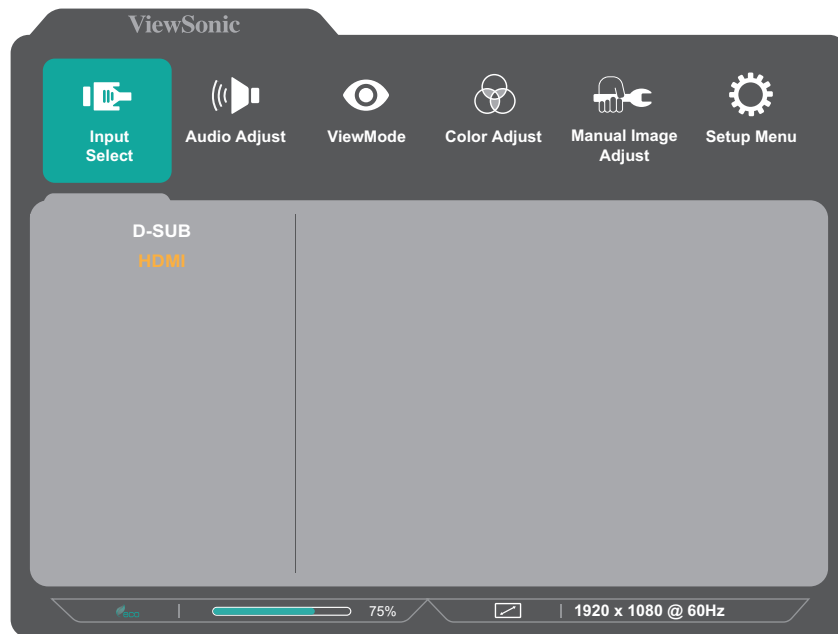 ViewSonic
Input
Select
Audio Adjust
ViewMode
Color Adjust
Manual Image
Adjust
Setup Menu
D-SUB
HDMI
eco
75%
1920 x 1080 @ 60Hz